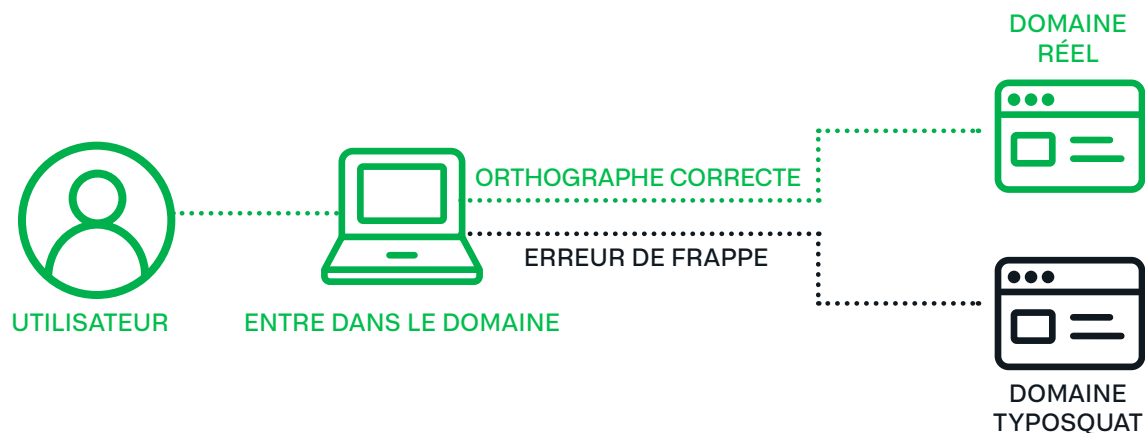 DOMAINE
RÉEL
ORTHOGRAPHE CORRECTE
ERREUR DE FRAPPE
UTILISATEUR
ENTRE DANS LE DOMAINE
DOMAINE
TYPOSQUAT